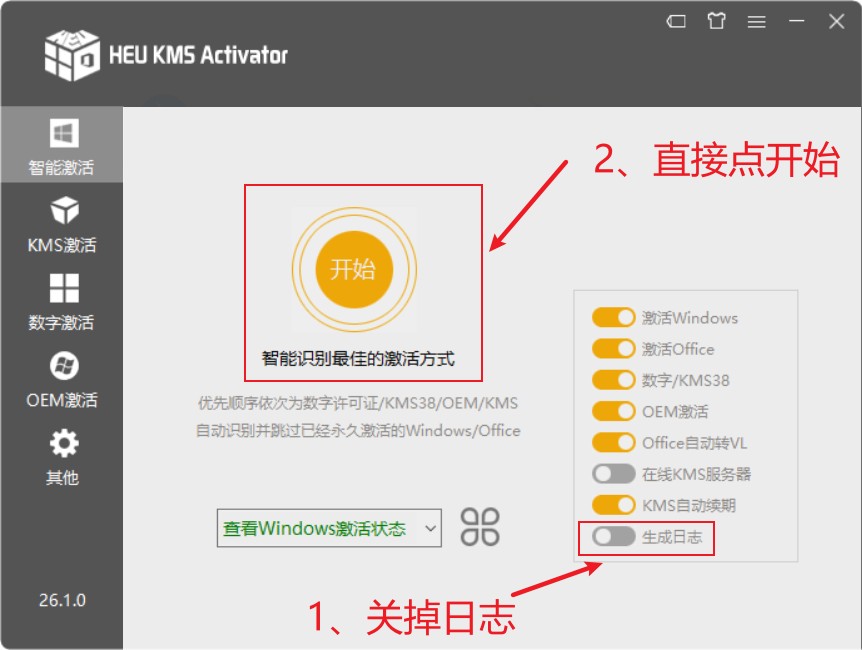 HEU KMS Activator
智能激活
KMS激活
数字激活
OEM激活
其他
26.1.0
2、直接点开始
开始
智能识别最佳的激活方式
优先顺序依次为数字许可证/KMS38/OEM/KMS
自动识别并跳过已经永久激活的Windows/Office
查看Windows激活状态
激活Windows
激活Office
数字/KMS38
OEM激活
Office自动转VL
在线KMS服务器
KMS自动续期
生成日志
1、关掉日志